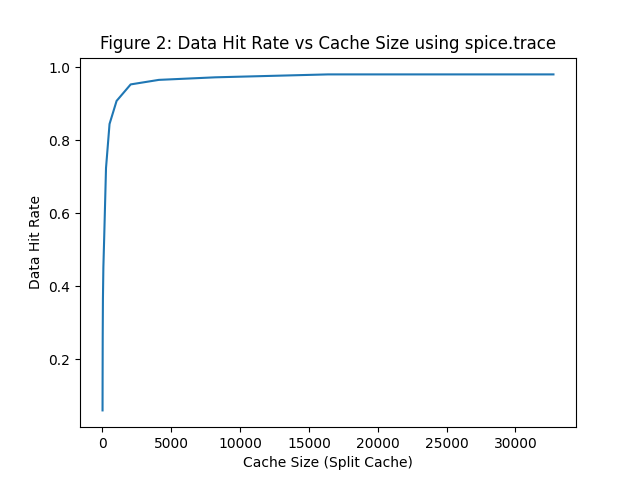 Figure 2: Data Hit Rate vs Cache Size using spice.trace
1.0
0.8
0.6
0.4
0.2
Data Hit Rate
0 5000 10000 15000 20000 25000 30000
Cache Size (Split Cache)